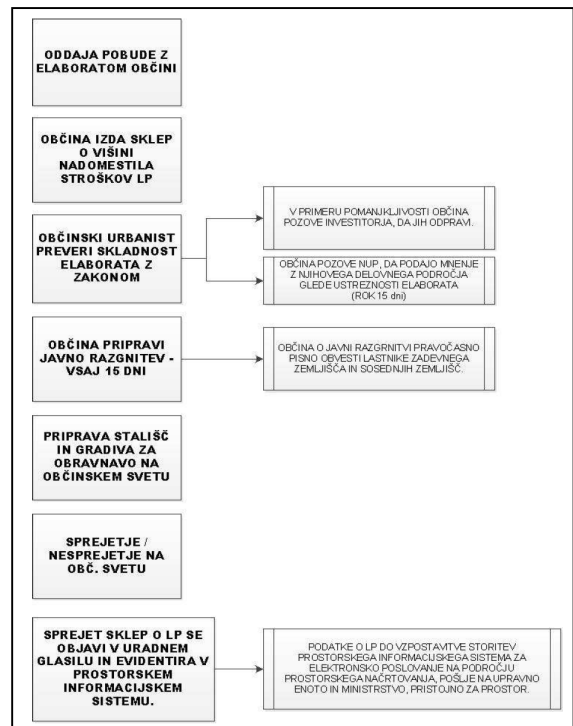 ODDAJA POBUDE Z
ELABORATOM OBČINI
OBČINA IZDA SKLEP
O VIŠINI
NADOMESTILA
STROŠKOV LP
OBČINSKI URBANIST
PREVERI SKLADNOST
ELABORATA Z
ZAKONOM
V PRIMERU POMANJKLJIVOSTI OBČINA
POZOVE INVESTITORJA, DA JIH ODPRAVI.
OBČINA POZOVE NUP, DA PODAJO MNENJE
Z NJIHOVEGA DELOVNEGA PODROČJA
GLEDE USTREZNOSTI ELABORATA
(ROK 15 dni)
OBČINA PRIPRAVI
JAVNO RAZGNITEV -
VSAJ 15 DNI
OBČINA O JAVNI RAZGRNITVI PRAVOČASNO
PISNO OBVESTI LASTNIKE ZADEVNEGA
ZEMLJIŠČA IN SOSEDNJIH ZEMLJIŠČ.
PRIPRAVA STALIŠČ
IN GRADIVA ZA
OBRAVNAVO NA
OBČINSKEM SVETU
SPREJETJE /
NESPREJETJE NA
OBČ. SVETU
SPREJET SKLEP O LP SE
OBJAVI V URADNEM
GLASILU IN EVIDENTIRA V
PROSTORSKEM
INFORMACIJSKEM
SISTEMU.
PODATKE O LP DO VZPOSTAVITVE STORITEV
PROSTORSKEGA INFORMACIJSKEGA SISTEMA ZA
ELEKTRONSKO POSLOVANJE NA PODROČJU
PROSTORSKEGA NAČRTOVANJA, POŠLJE NA UPRAVNO
ENOTO IN MINISTRSTVO, PRISTOJNO ZA PROSTOR.